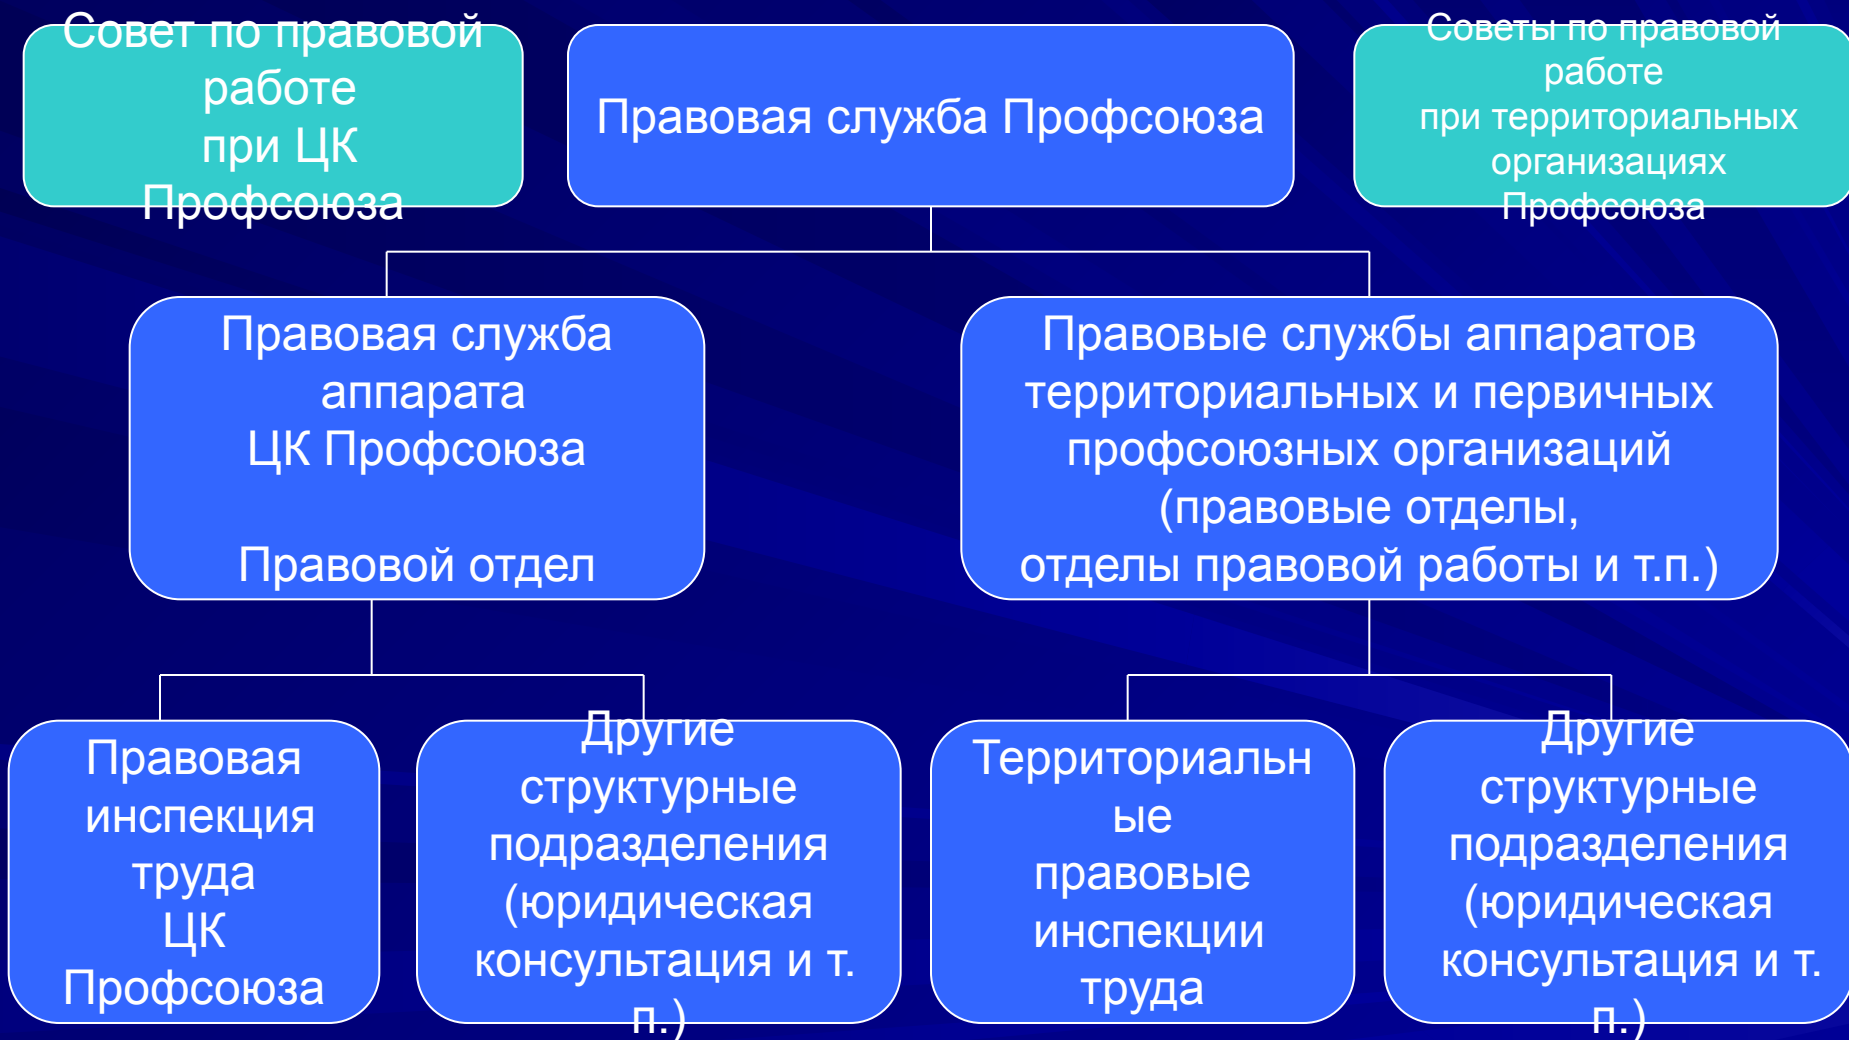 Совет по правовой
работе
при ЦК
Профсоюза
Правовая служба Профсоюза
Советы по правовой
работе
при территориальных
организациях
Профсоюза
Правовая служба
аппарата
ЦК Профсоюза
Правовой отдел
Правовые службы аппаратов
территориальных и первичных
профсоюзных организаций
(правовые отделы,
отделы правовой работы и т.п.)
Правовая
инспекция
труда
ЦК
Профсоюза
Другие
структурные
подразделения
(юридическая
консультация и т.
п.)
Территориальн
ые
правовые
инспекции
труда
Другие
структурные
подразделения
(юридическая
консультация и т.
п.)